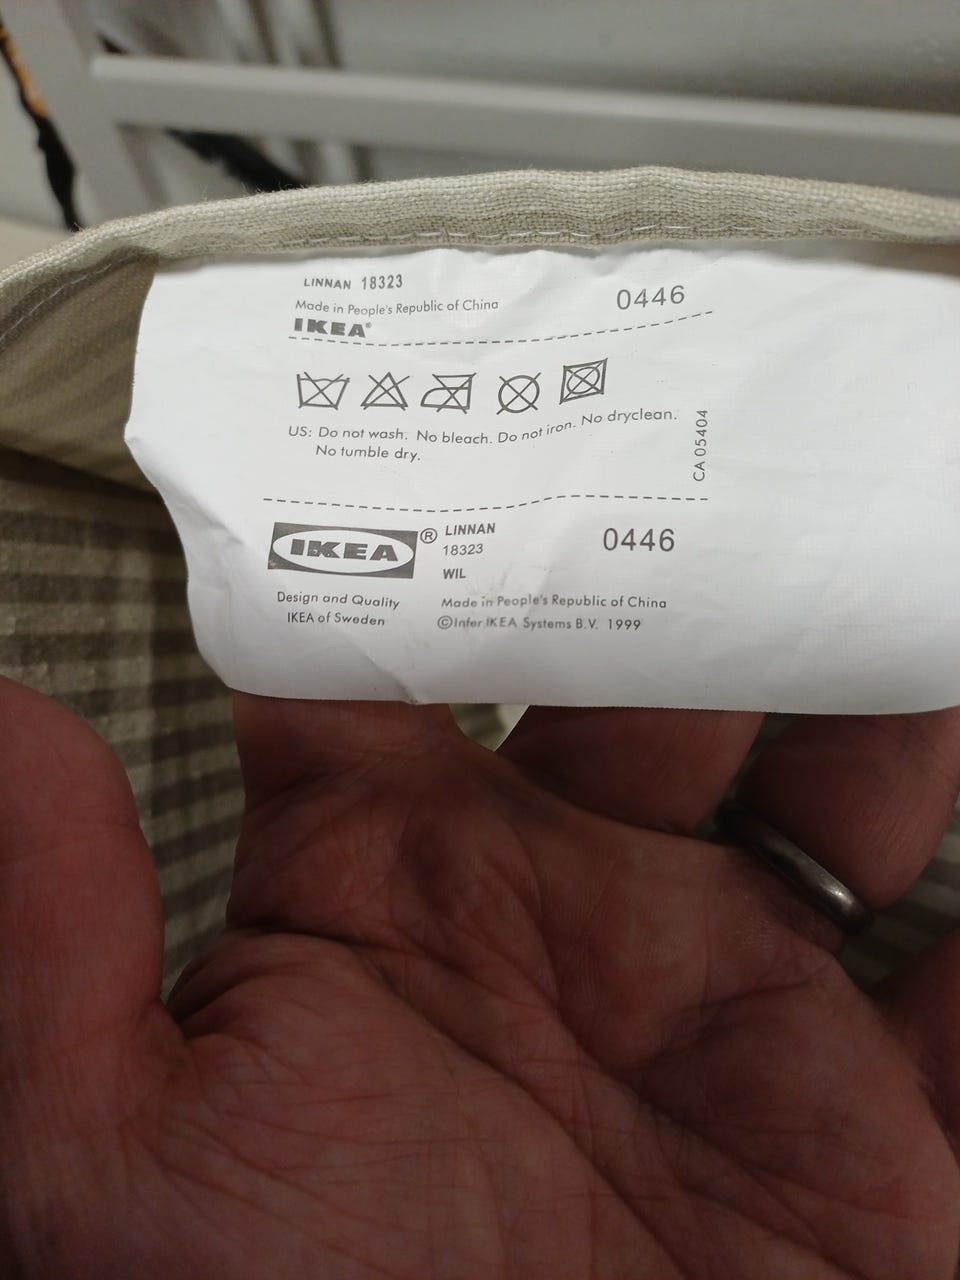 LINNAN 18323
Made in People's Republic of China
IKEA®
0446
US: Do not wash. No bleach. Do not iron. No dryclean.
No tumble dry.
CA 05404
IKEA®
LINNAN
18323
WIL
0446
Design and Quality
IKEA of Sweden
Made in People's Republic of China
©Inter IKEA Systems B.V. 1999